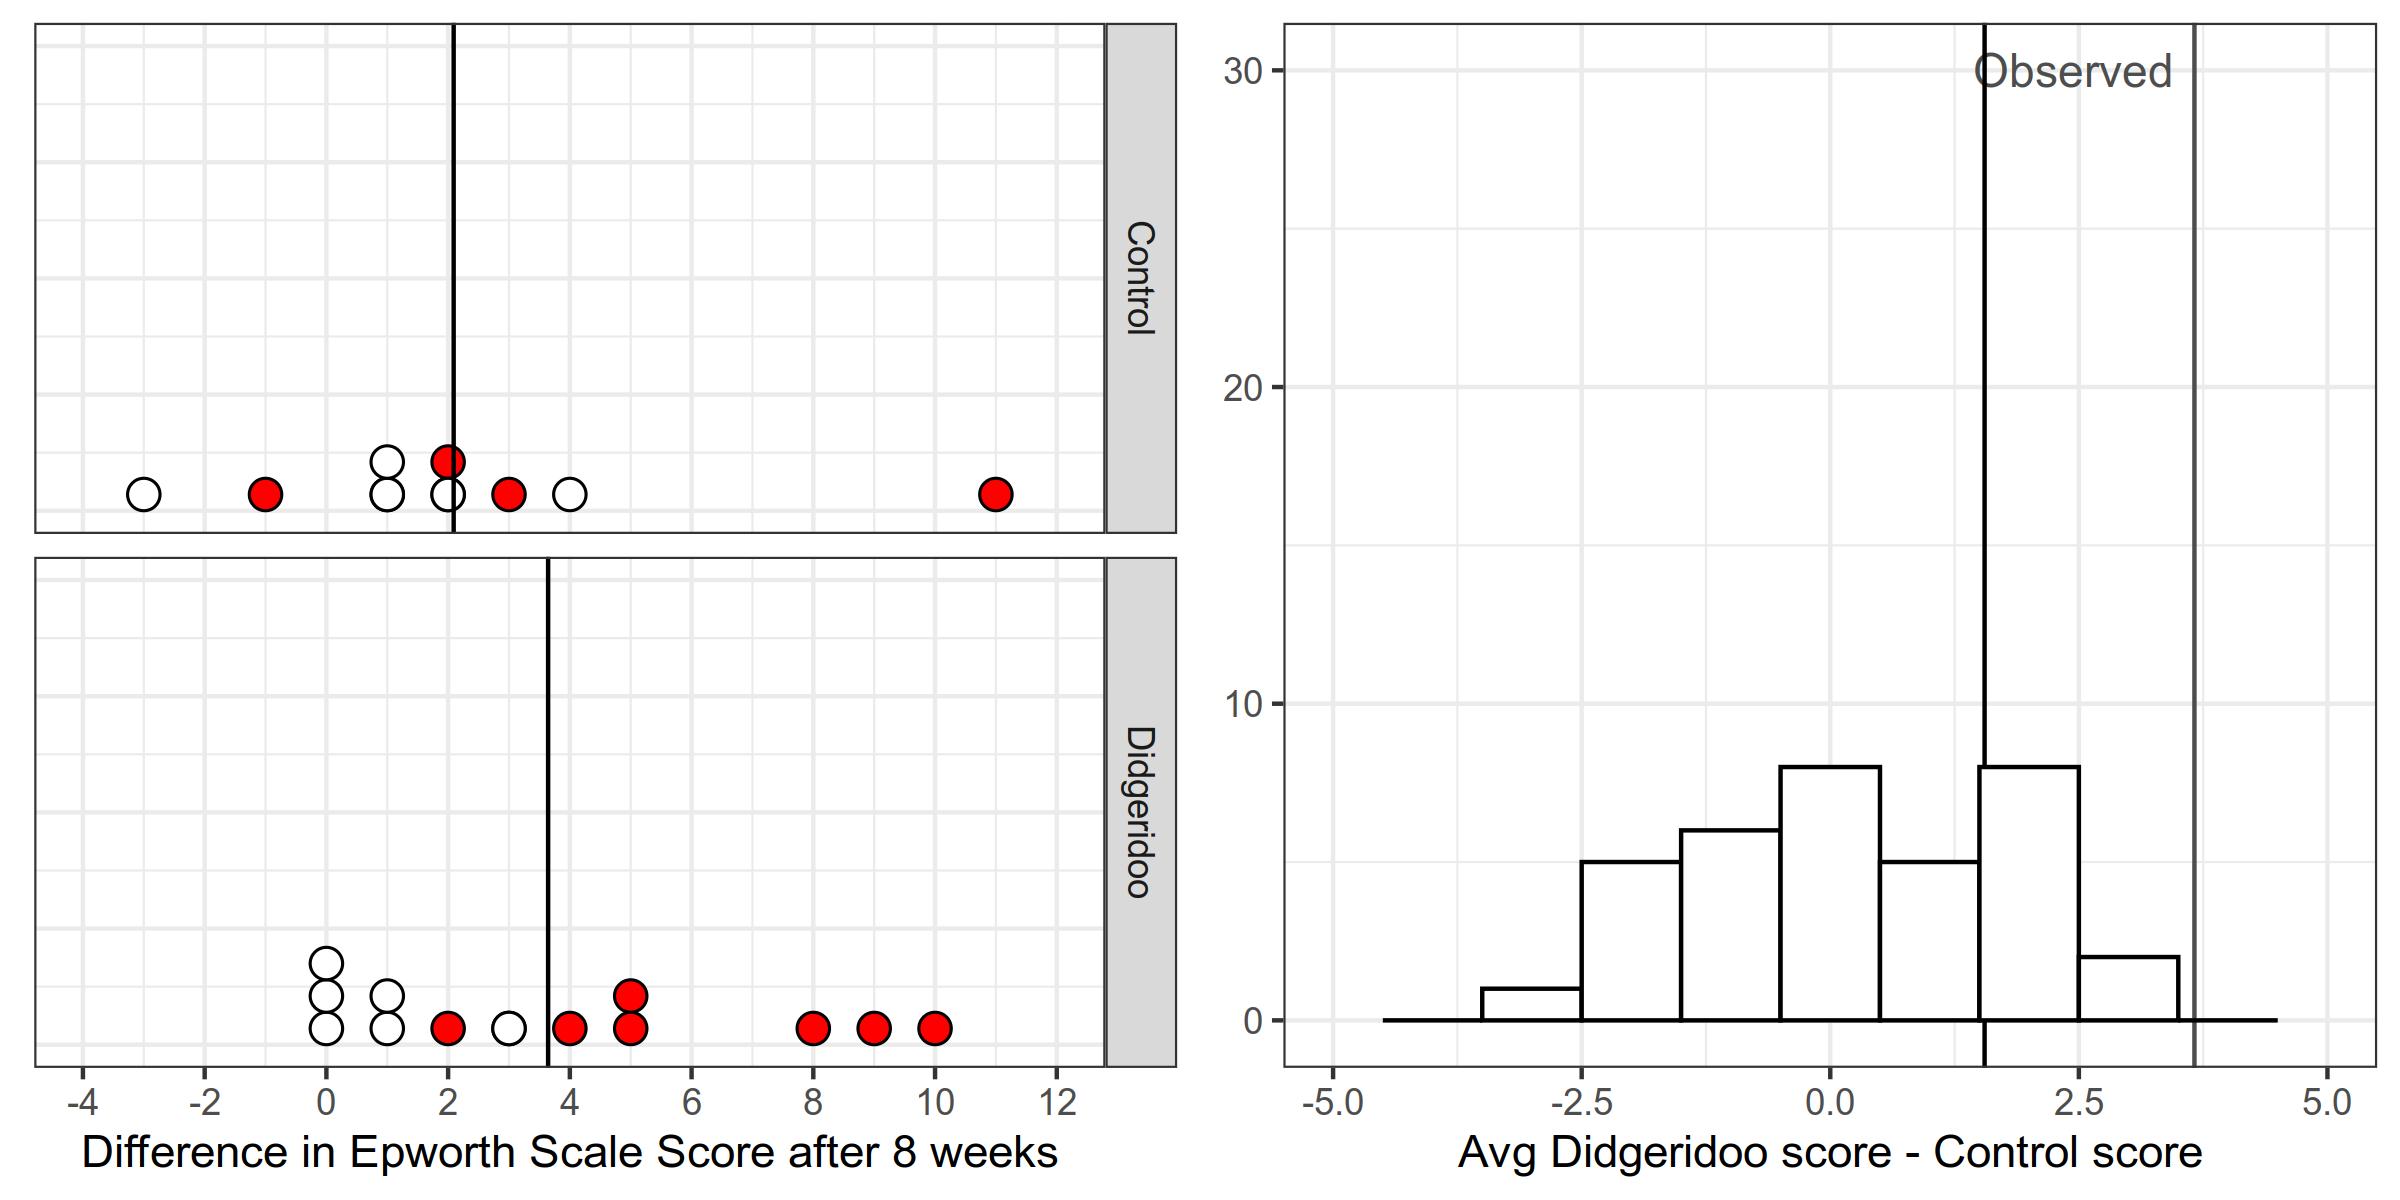 Control
Didgeridoo
-4 -2 0 2 4 6 8 10 12
Difference in Epworth Scale Score after 8 weeks
Observed
30
20
10
0
-5.0 -2.5 0.0 2.5 5.0
Avg Didgeridoo score - Control score